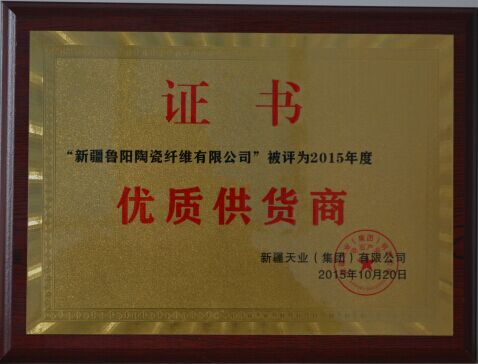 证书
“新疆鲁阳陶瓷纤维有限公司”被评为2015年度
优质供货商
新疆天业（集团）有限公司
2015年10月20日